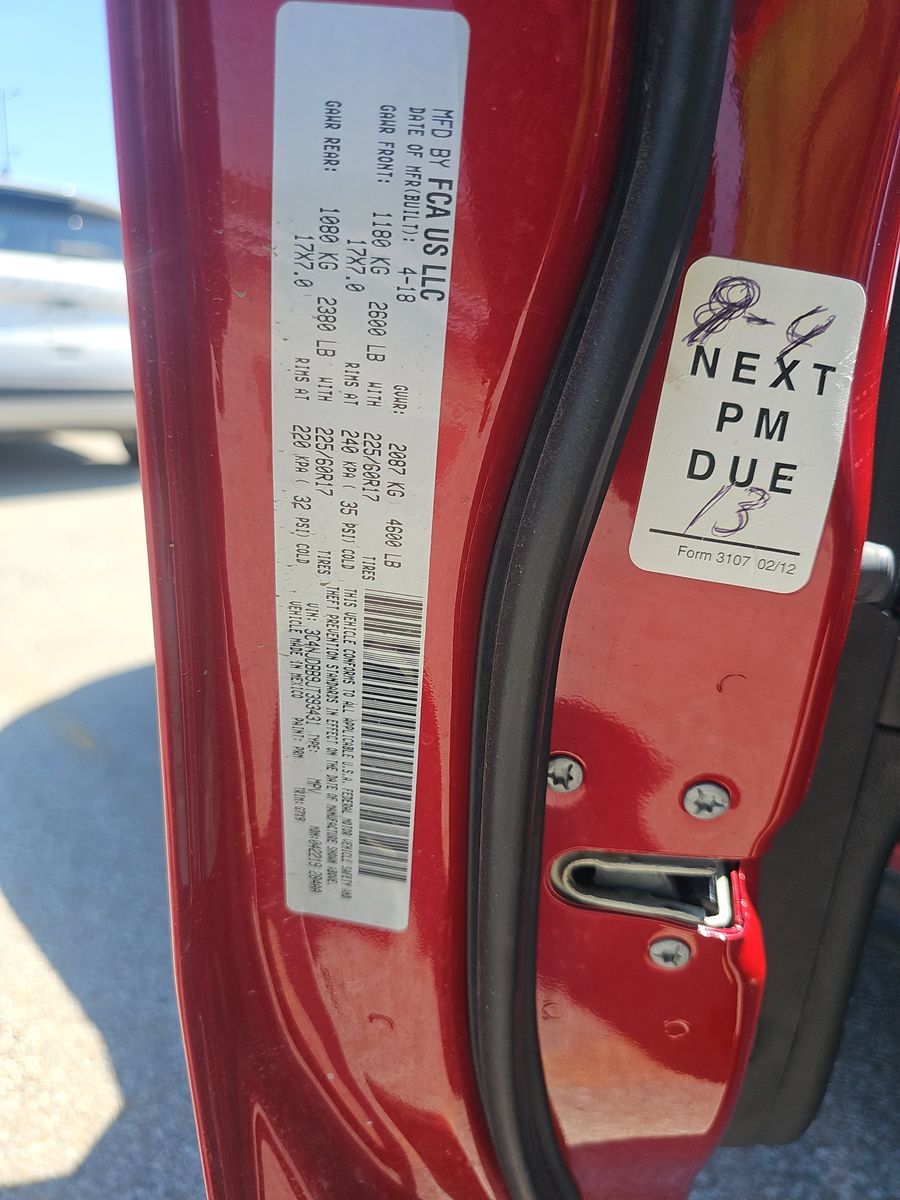 MFD BY FCA US LLC
DATE OF MFR(BUILT): 4-18 GVWR: 2087 KG 4600 LB
GAWR FRONT: 1180 KG 2600 LB WITH 225/60R17 TIRES
17X7.0 RIMS AT 240 KPA ( 35 PSI) COLD
GAWR REAR: 1080 KG 2380 LB WITH 225/60R17 TIRES
17X7.0 RIMS AT 220 KPA ( 32 PSI) COLD
THIS VEHICLE CONFORMS TO ALL APPLICABLE U.S.A. FEDERAL MOTOR VEHICLE SAFETY AND
THEFT PREVENTION STANDARDS IN EFFECT ON THE DATE OF MANUFACTURE SHOWN ABOVE.
VIN: TYPE: MPV
VEHICLE MADE IN MEXICO PAINT: PRM
9-4
NEXT
PM
DUE
13
Form 3107 02/12